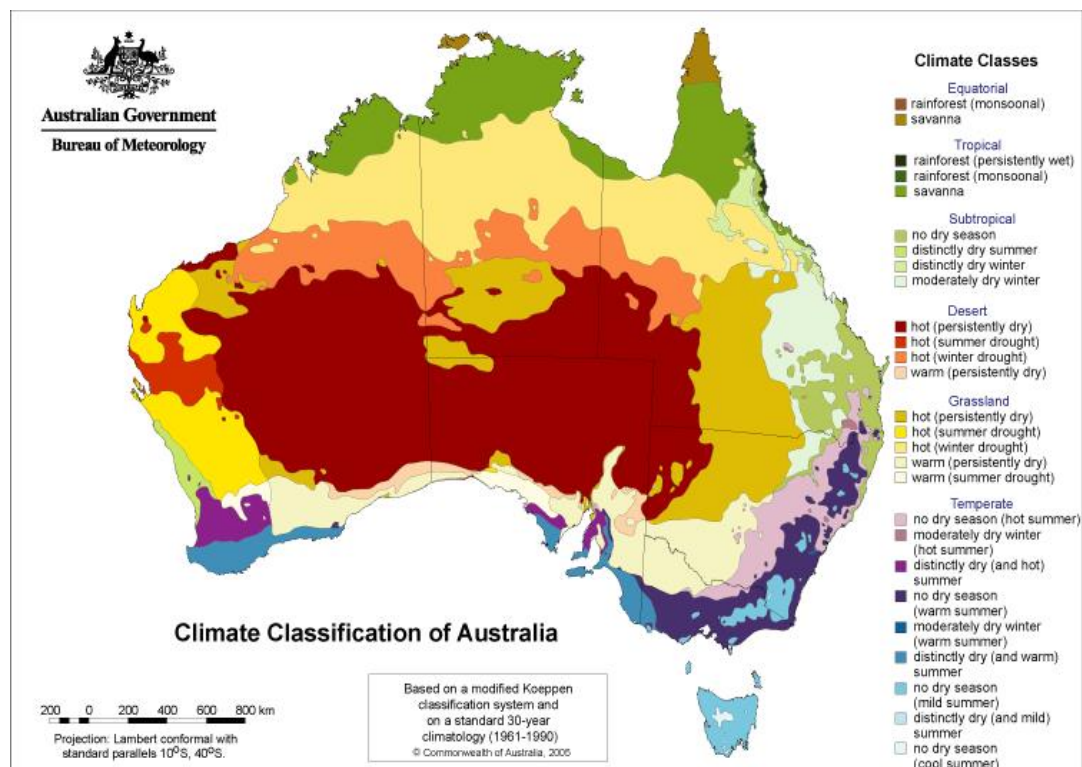 Australian Government
Bureau of Meteorology
Climate Classes
Equatorial
rainforest (monsoonal)
savanna
Tropical
rainforest (persistently wet)
rainforest (monsoonal)
savanna
Subtropical
no dry season
distinctly dry summer
distinctly dry winter
moderately dry winter
Desert
hot (persistently dry)
hot (summer drought)
hot (winter drought)
warm (persistently dry)
Grassland
hot (persistently dry)
hot (summer drought)
hot (winter drought)
warm (persistently dry)
warm (summer drought)
Temperate
no dry season (hot summer)
moderately dry winter
(hot summer)
distinctly dry (and hot)
summer
no dry season
(warm summer)
moderately dry winter
(warm summer)
distinctly dry (and warm)
summer
no dry season
(mild summer)
distinctly dry (and mild)
summer
no dry season
(cool summer)
Climate Classification of Australia
Based on a modified Koeppen
classification system and
on a standard 30-year
climatology (1961-1990)
© Commonwealth of Australia, 2005
200 0 200 400 600 800 km
Projection: Lambert conformal with
standard parallels 10°S, 40°S.